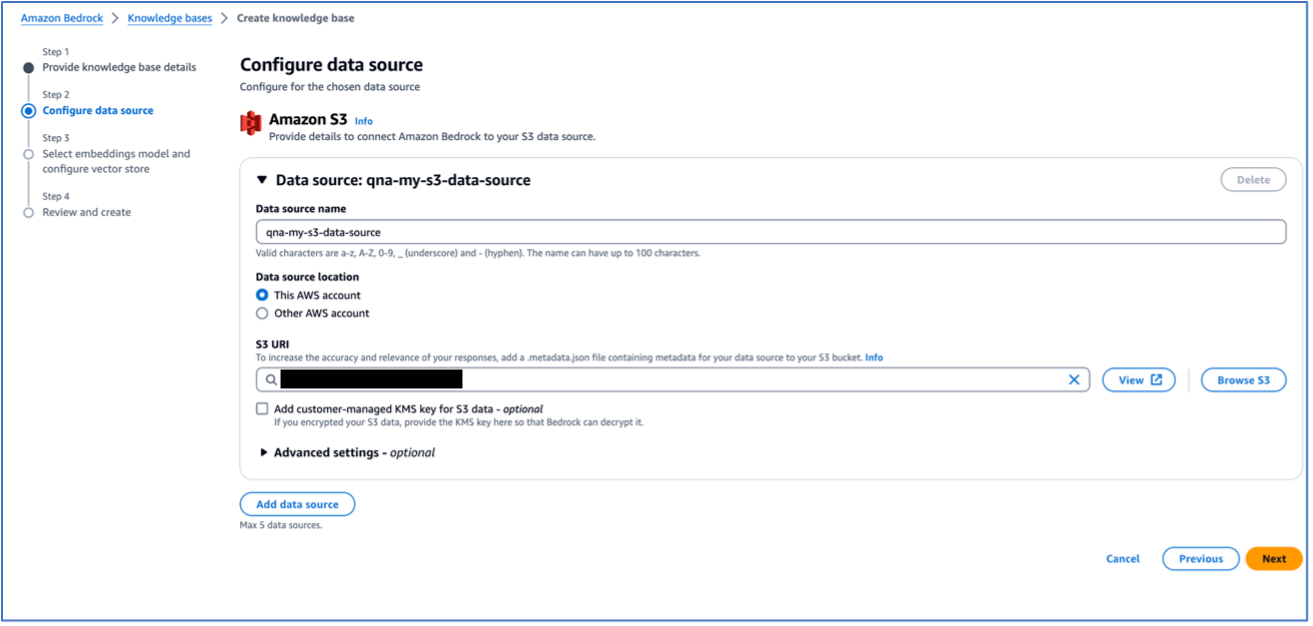 Amazon Bedrock > Knowledge bases > Create knowledge base
Step 1
Provide knowledge base details
Step 2
Configure data source
Step 3
Select embeddings model and
configure vector store
Step 4
Review and create
Configure data source
Configure for the chosen data source
Amazon S3 Info
Provide details to connect Amazon Bedrock to your S3 data source.
Data source: qna-my-s3-data-source
Delete
Data source name
qna-my-s3-data-source
Valid characters are a-z, A-Z, 0-9, _ (underscore) and - (hyphen). The name can have up to 100 characters.
Data source location
This AWS account
Other AWS account
S3 URI
To increase the accuracy and relevance of your responses, add a .metadata.json file containing metadata for your data source to your S3 bucket. Info
View
Browse S3
Add customer-managed KMS key for S3 data - optional
If you encrypted your S3 data, provide the KMS key here so that Bedrock can decrypt it.
Advanced settings - optional
Add data source
Max 5 data sources.
Cancel
Previous
Next